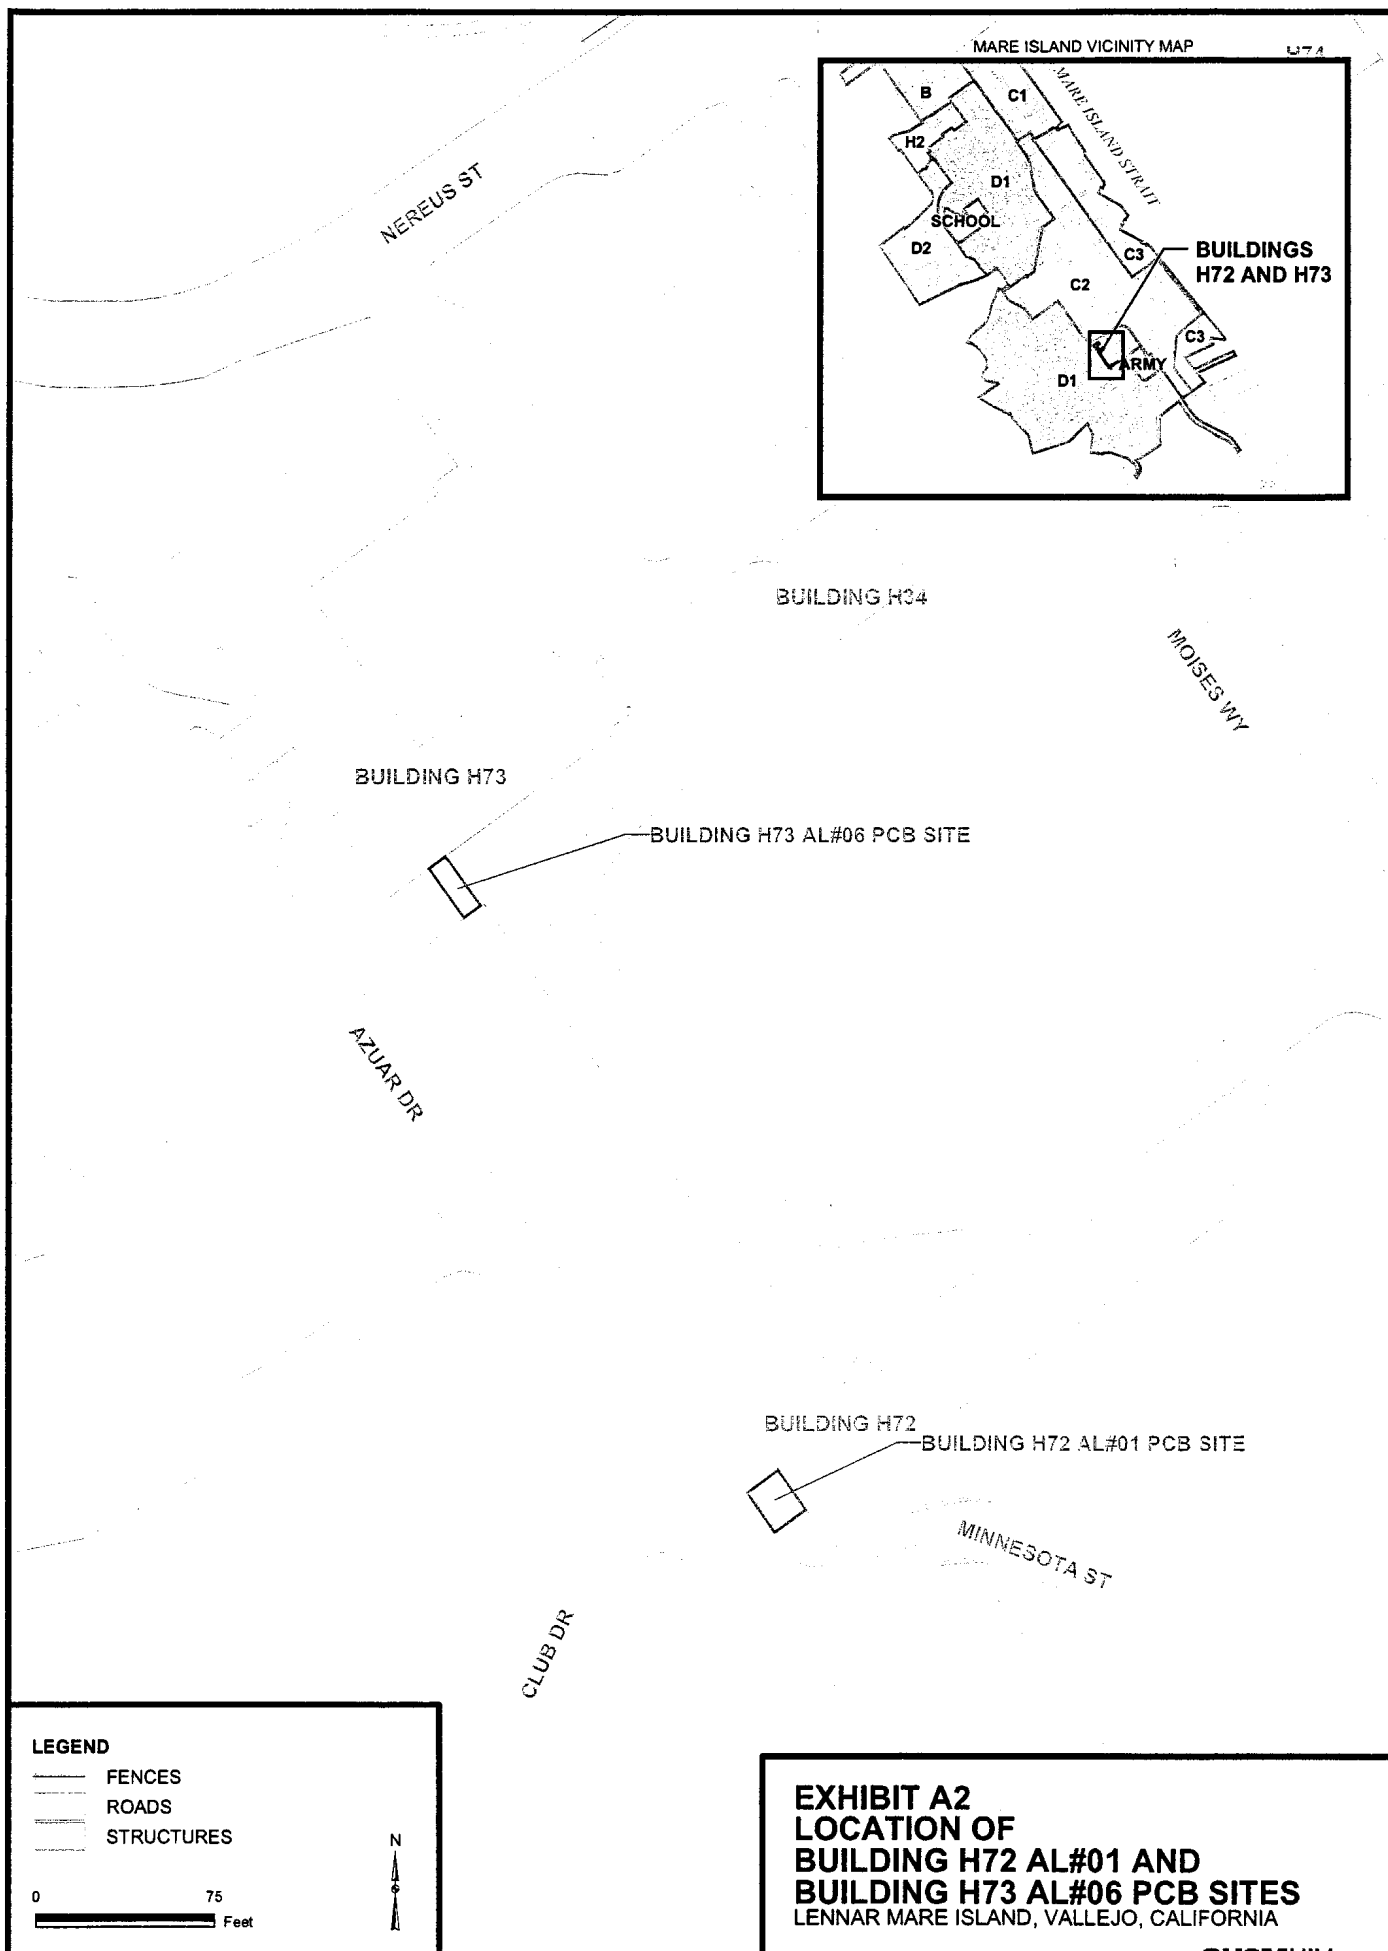 MARE ISLAND VICINITY MAP
H74
B
C1
MARE ISLAND STRAIT
H2
D1
SCHOOL
D2
C3
BUILDINGS
H72 AND H73
C2
C3
ARMY
D1
NEREUS ST
BUILDING H34
MOISES WY
BUILDING H73
BUILDING H73 AL#06 PCB SITE
AZUAR DR
BUILDING H72
BUILDING H72 AL#01 PCB SITE
MINNESOTA ST
CLUB DR
LEGEND
FENCES
ROADS
STRUCTURES
N
0 75
Feet
EXHIBIT A2
LOCATION OF
BUILDING H72 AL#01 AND
BUILDING H73 AL#06 PCB SITES
LENNAR MARE ISLAND, VALLEJO, CALIFORNIA